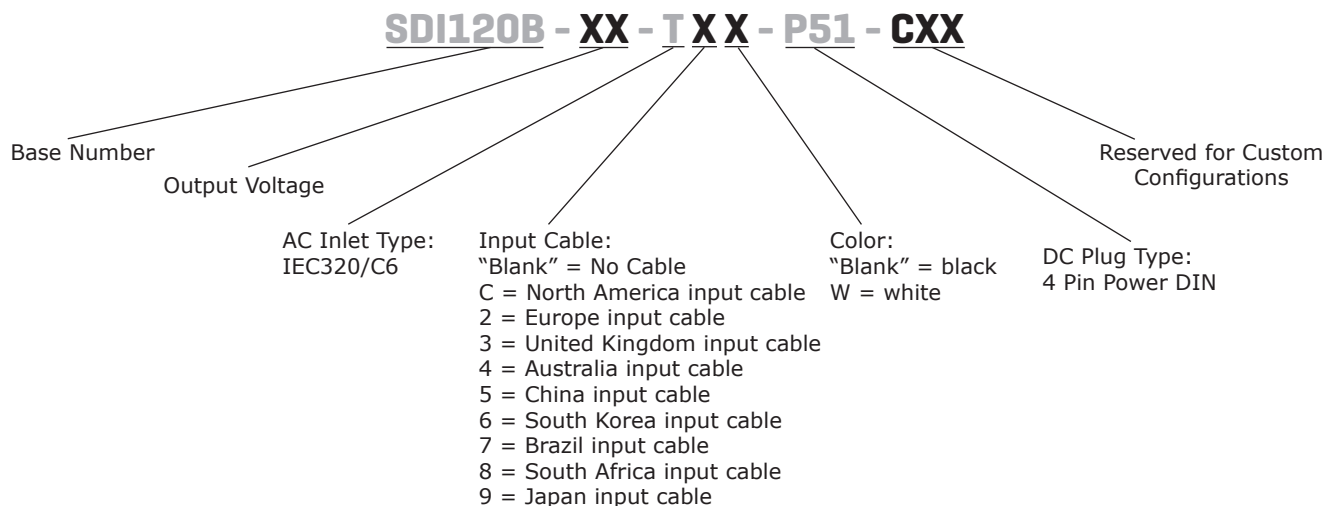 SDI120B - XX - T X X - P51 - CXX
Base Number
Output Voltage
AC Inlet Type:
IEC320/C6
Input Cable:
“Blank” = No Cable
C = North America input cable
2 = Europe input cable
3 = United Kingdom input cable
4 = Australia input cable
5 = China input cable
6 = South Korea input cable
7 = Brazil input cable
8 = South Africa input cable
9 = Japan input cable
Color:
“Blank” = black
W = white
DC Plug Type:
4 Pin Power DIN
Reserved for Custom
Configurations